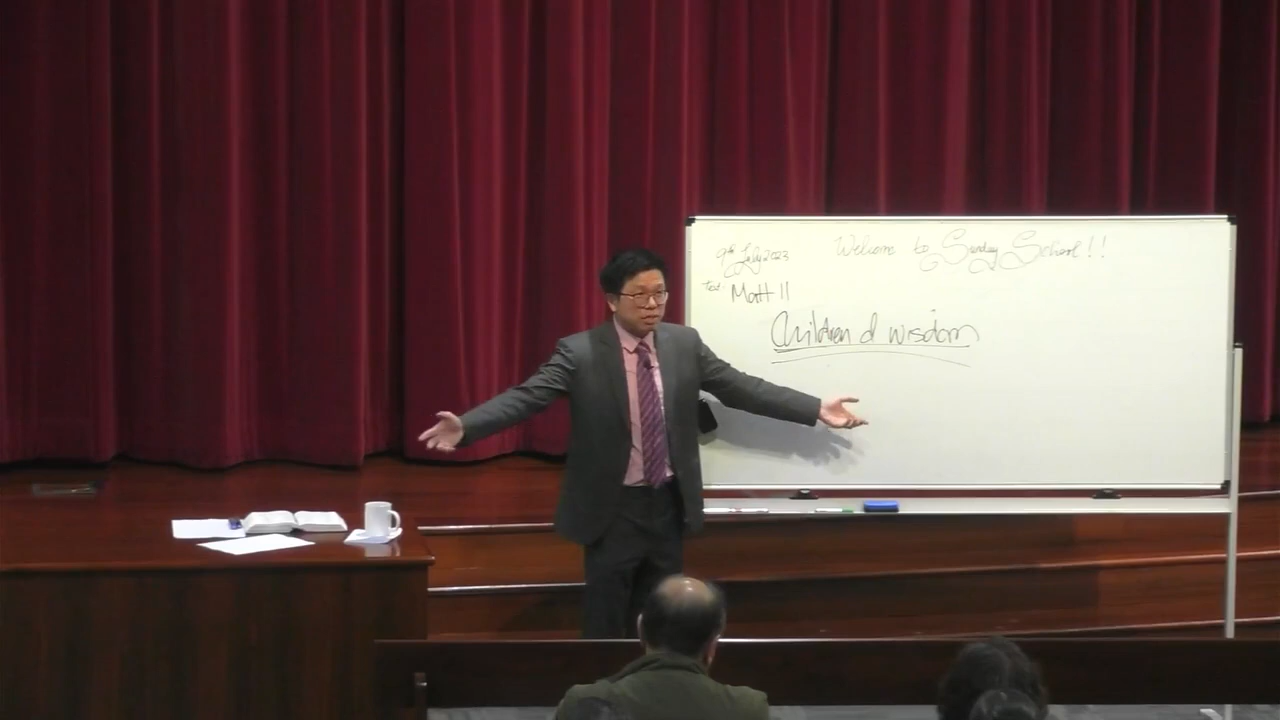 9th July 2023
Welcome to Sunday School!!
Text: Matt 11
Children of wisdom